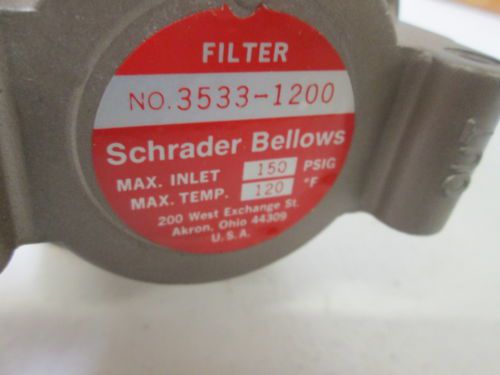 FILTER
NO. 3533-1200
Schrader Bellows
MAX. INLET 150 PSIG
MAX. TEMP. 120 °F
200 West Exchange St.
Akron, Ohio 44309
U.S.A.
OUT